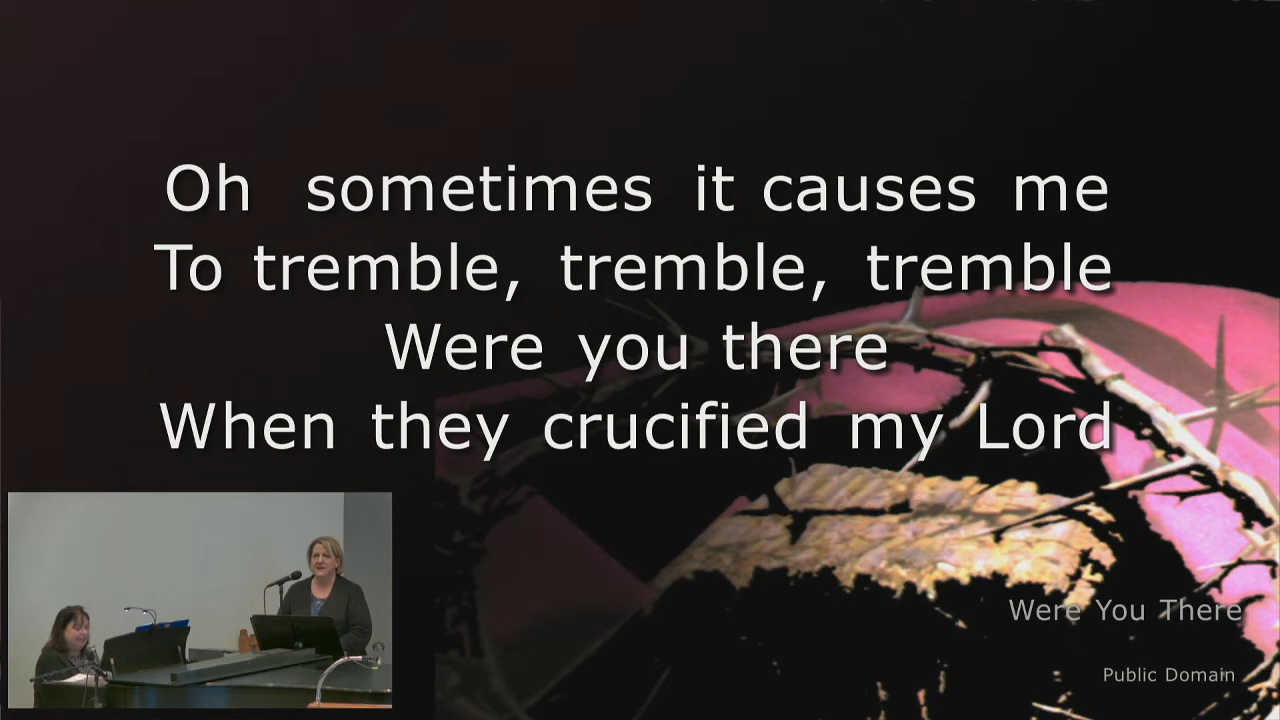 Oh sometimes it causes me
To tremble, tremble, tremble
Were you there
When they crucified my Lord
Were You There
Public Domain